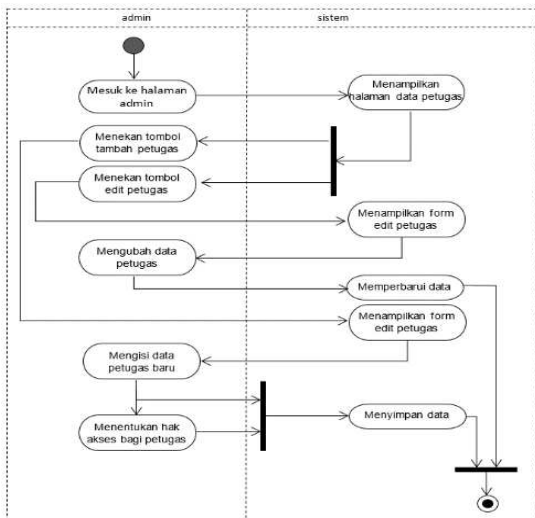 admin
sistem
Mesuk ke halaman
admin
Menampilkan
halaman data petugas
Menekan tombol
tambah petugas
Menekan tombol
edit petugas
Menampilkan form
edit petugas
Mengubah data
petugas
Memperbarui data
Menampilkan form
edit petugas
Mengisi data
petugas baru
Menentukan hak
akses bagi petugas
Menyimpan data